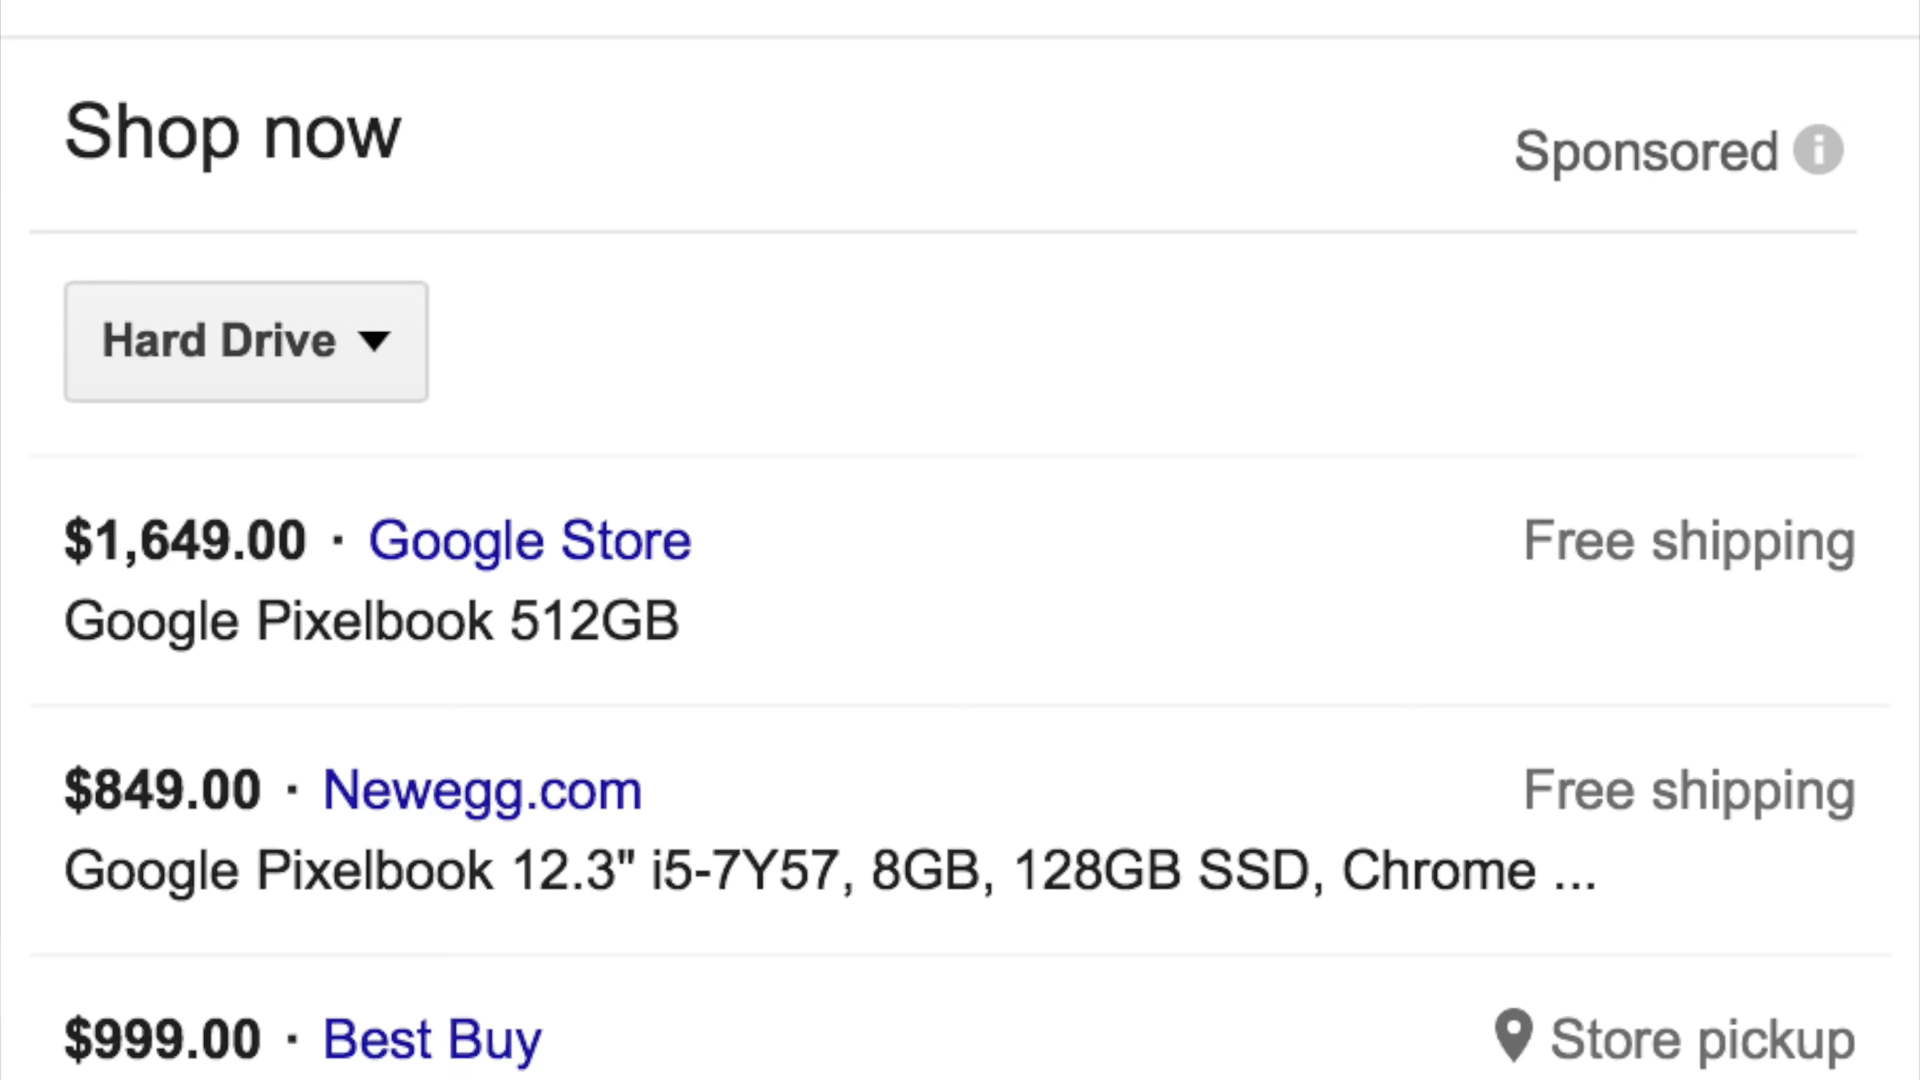 Shop now
Sponsored
Hard Drive
$1,649.00 · Google Store
Free shipping
Google Pixelbook 512GB
$849.00 · Newegg.com
Free shipping
Google Pixelbook 12.3" i5-7Y57, 8GB, 128GB SSD, Chrome ...
$999.00 · Best Buy
Store pickup